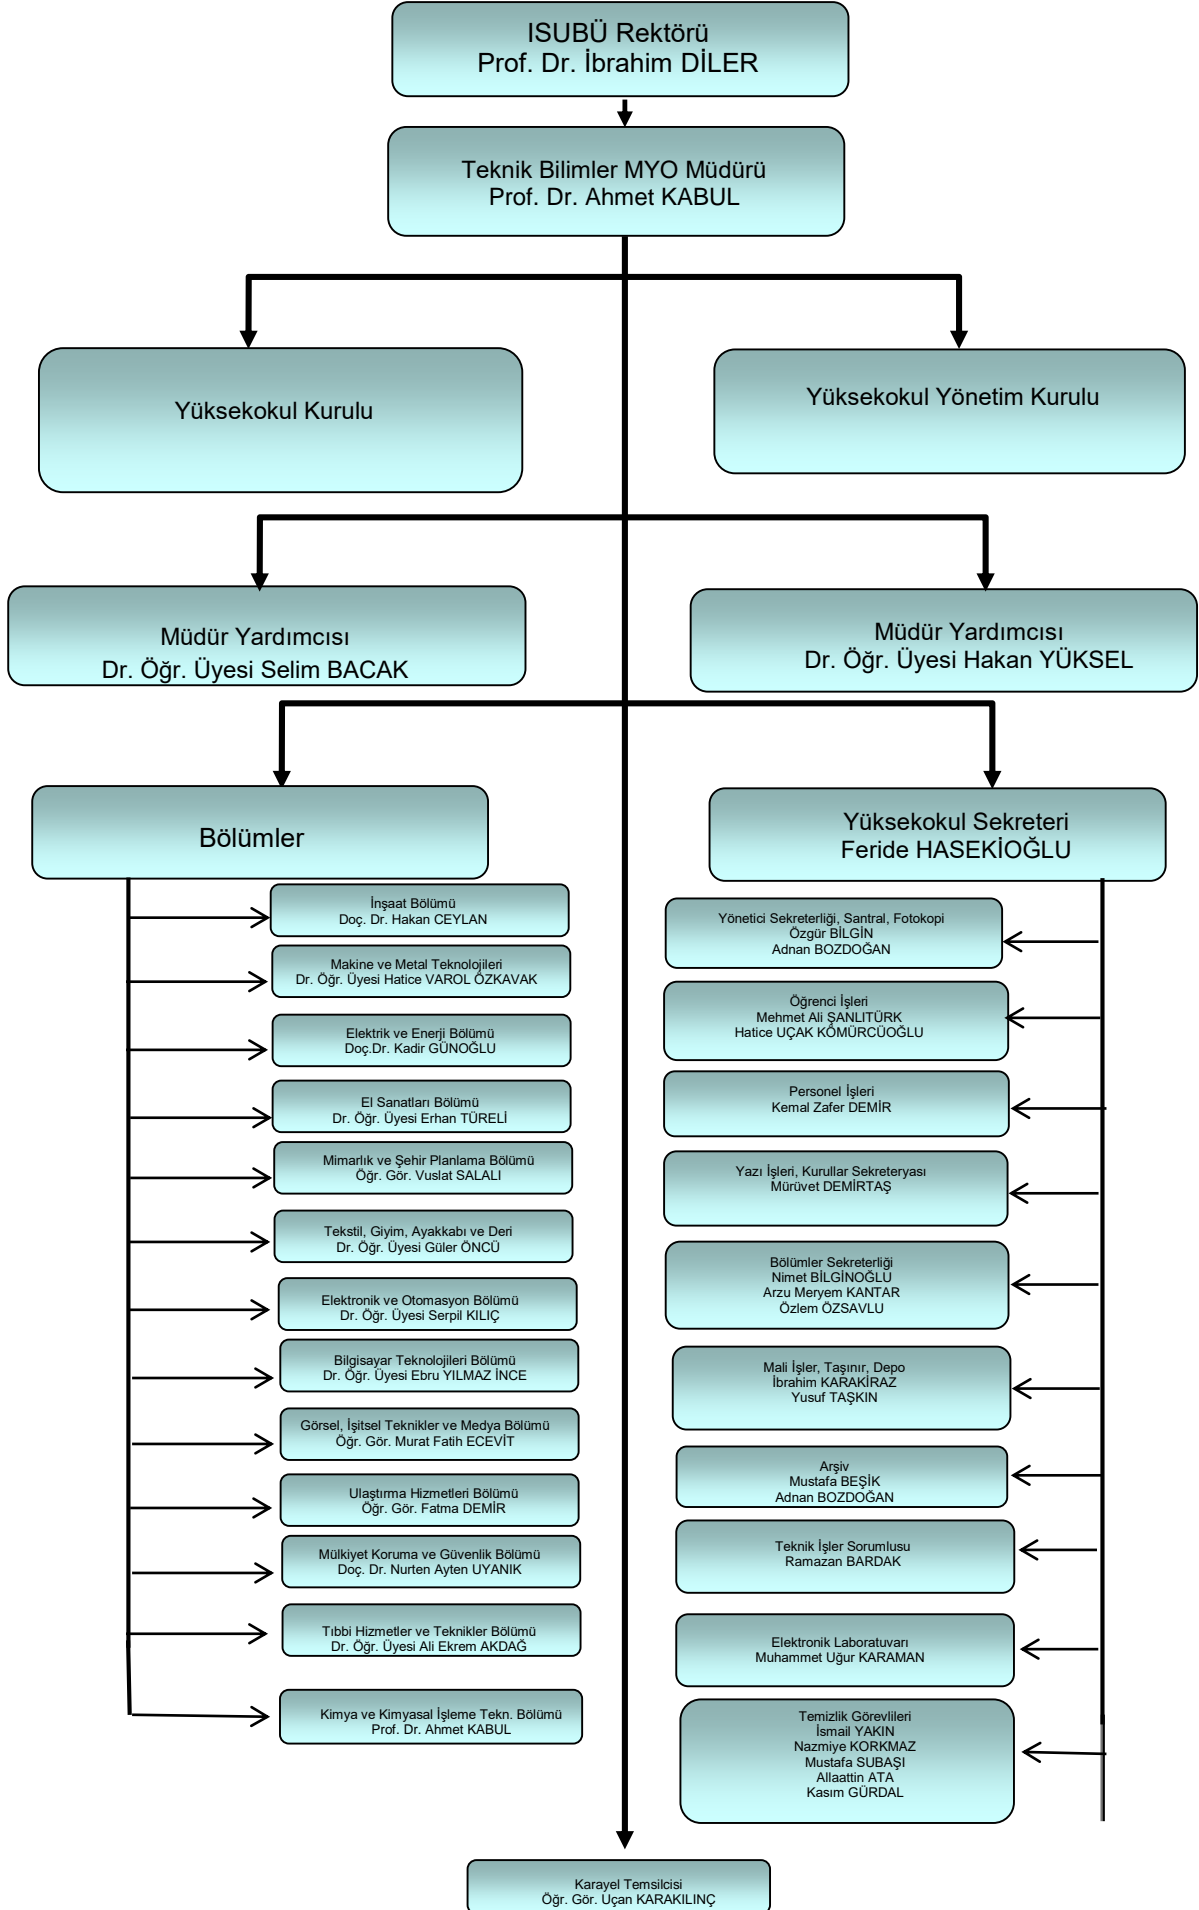 ISUBÜ Rektörü
Prof. Dr. İbrahim DİLER
Teknik Bilimler MYO Müdürü
Prof. Dr. Ahmet KABUL
Yüksekokul Kurulu
Yüksekokul Yönetim Kurulu
Müdür Yardımcısı
Dr. Öğr. Üyesi Selim BACAK
Müdür Yardımcısı
Dr. Öğr. Üyesi Hakan YÜKSEL
Bölümler
İnşaat Bölümü
Doç. Dr. Hakan CEYLAN
Makine ve Metal Teknolojileri
Dr. Öğr. Üyesi Hatice VAROL ÖZKAVAK
Elektrik ve Enerji Bölümü
Doç.Dr. Kadir GÜNOĞLU
El Sanatları Bölümü
Dr. Öğr. Üyesi Erhan TÜRELİ
Mimarlık ve Şehir Planlama Bölümü
Öğr. Gör. Vuslat SALALI
Tekstil, Giyim, Ayakkabı ve Deri
Dr. Öğr. Üyesi Güler ÖNCÜ
Elektronik ve Otomasyon Bölümü
Dr. Öğr. Üyesi Serpil KILIÇ
Bilgisayar Teknolojileri Bölümü
Dr. Öğr. Üyesi Ebru YILMAZ İNCE
Görsel, İşitsel Teknikler ve Medya Bölümü
Öğr. Gör. Murat Fatih ECEVİT
Ulaştırma Hizmetleri Bölümü
Öğr. Gör. Fatma DEMİR
Mülkiyet Koruma ve Güvenlik Bölümü
Doç. Dr. Nurten Ayten UYANIK
Tıbbi Hizmetler ve Teknikler Bölümü
Dr. Öğr. Üyesi Ali Ekrem AKDAĞ
Kimya ve Kimyasal İşleme Tekn. Bölümü
Prof. Dr. Ahmet KABUL
Yüksekokul Sekreteri
Feride HASEKİOĞLU
Yönetici Sekreterliği, Santral, Fotokopi
Özgür BİLGİN
Adnan BOZDOĞAN
Öğrenci İşleri
Mehmet Ali ŞANLITÜRK
Hatice UÇAK KÖMÜRCÜOĞLU
Personel İşleri
Kemal Zafer DEMİR
Yazı İşleri, Kurullar Sekreteryası
Mürüvet DEMİRTAŞ
Bölümler Sekreterliği
Nimet BİLGİNOĞLU
Arzu Meryem KANTAR
Özlem ÖZSAVLU
Mali İşler, Taşınır, Depo
İbrahim KARAKİRAZ
Yusuf TAŞKIN
Arşiv
Mustafa BEŞİK
Adnan BOZDOĞAN
Teknik İşler Sorumlusu
Ramazan BARDAK
Elektronik Laboratuvarı
Muhammet Uğur KARAMAN
Temizlik Görevlileri
İsmail YAKIN
Nazmiye KORKMAZ
Mustafa SUBAŞI
Allaattin ATA
Kasım GÜRDAL
Karayel Temsilcisi
Öğr. Gör. Uçan KARAKILINÇ